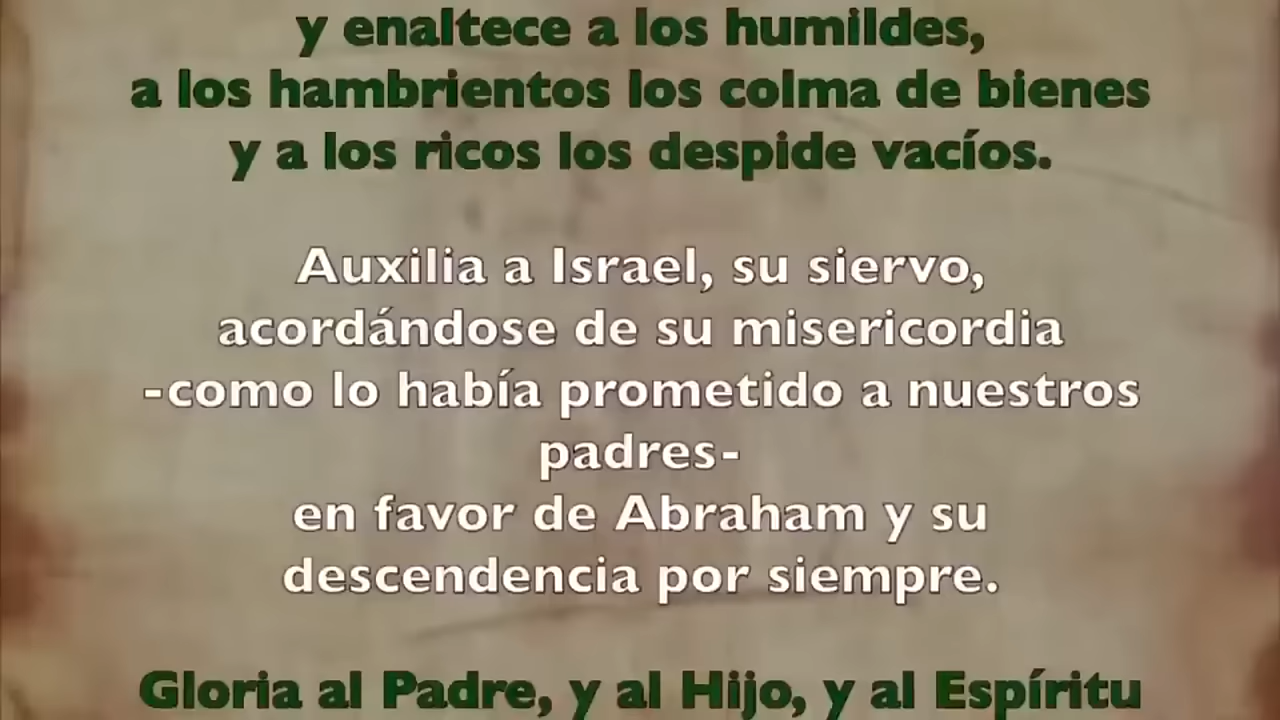 y enaltece a los humildes,
a los hambrientos los colma de bienes
y a los ricos los despide vacíos.
Auxilia a Israel, su siervo,
acordándose de su misericordia
-como lo había prometido a nuestros
padres-
en favor de Abraham y su
descendencia por siempre.
Gloria al Padre, y al Hijo, y al Espíritu